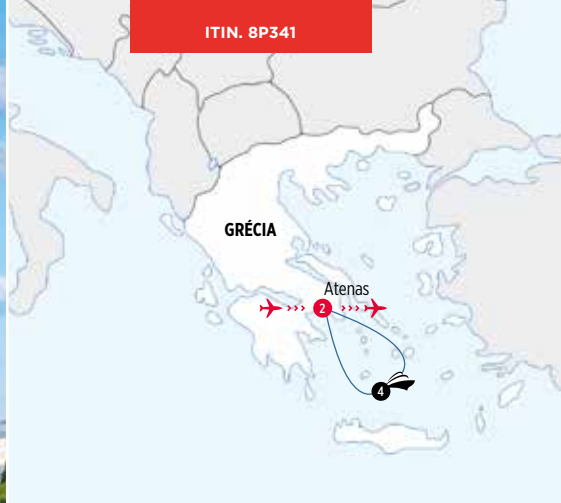 ITIN. 8P341
GRÉCIA
Atenas
2
4